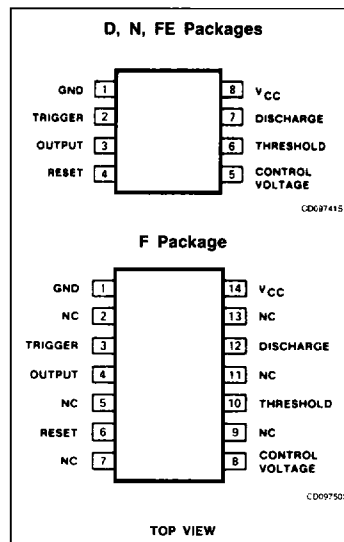 D, N, FE Packages
GND 1 8 VCC
TRIGGER 2 7 DISCHARGE
OUTPUT 3 6 THRESHOLD
RESET 4 5 CONTROL VOLTAGE
CD09741S
F Package
GND 1 14 VCC
NC 2 13 NC
TRIGGER 3 12 DISCHARGE
OUTPUT 4 11 NC
NC 5 10 THRESHOLD
RESET 6 9 NC
NC 7 8 CONTROL VOLTAGE
TOP VIEW